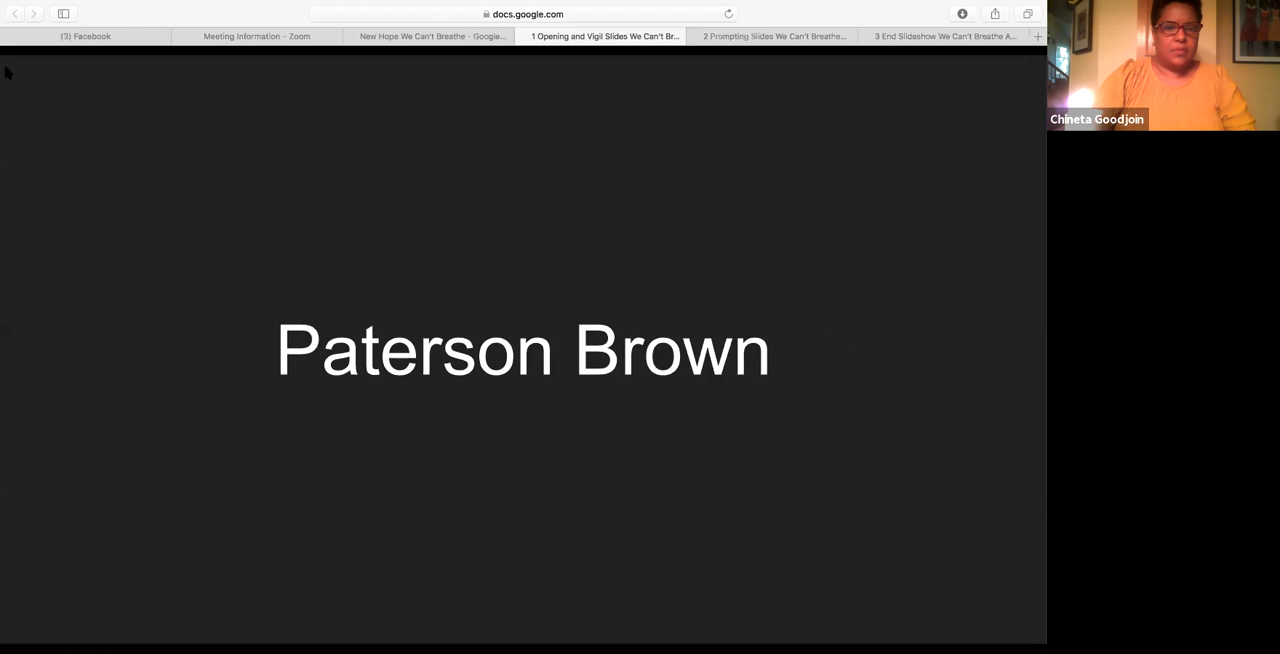 docs.google.com
(3) Facebook
Meeting Information - Zoom
New Hope We Can't Breathe - Google...
1 Opening and Vigil Slides We Can't Br...
2 Prompting Slides We Can't Breathe...
3 End Slideshow We Can't Breathe A...
Chineta Goodjoin
Paterson Brown